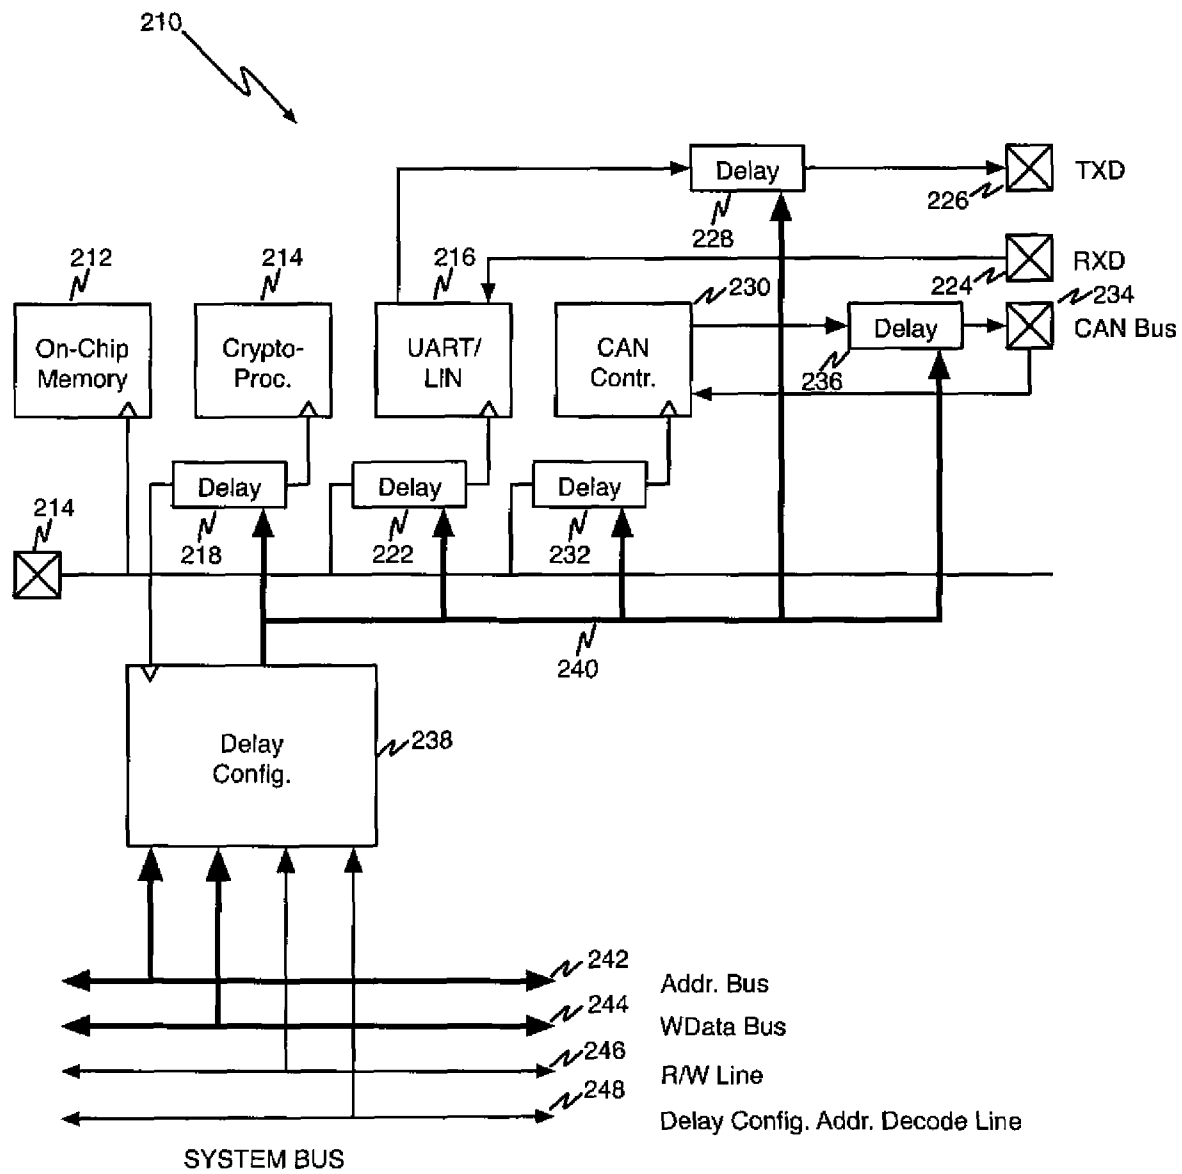 210
Delay
TXD
226
228
212
214
216
RXD
224
230
234
On-Chip
Memory
Crypto-
Proc.
UART/
LIN
CAN
Contr.
Delay
CAN Bus
236
Delay
Delay
Delay
214
218
222
232
240
Delay
Config.
238
242
Addr. Bus
244
WData Bus
246
R/W Line
248
Delay Config. Addr. Decode Line
SYSTEM BUS